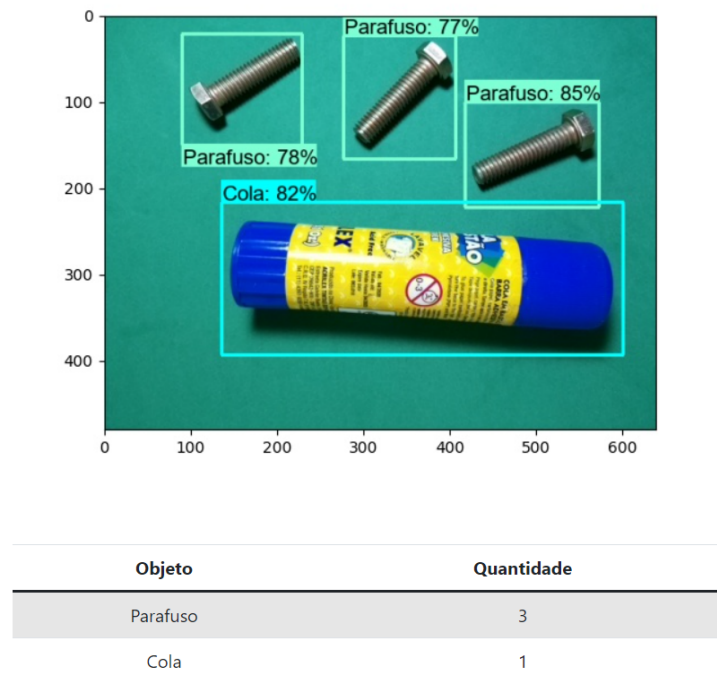 0
100
200
300
400
0 100 200 300 400 500 600
Parafuso: 77%
Parafuso: 85%
Parafuso: 78%
Cola: 82%
LEX
Objeto Quantidade
Parafuso 3
Cola 1